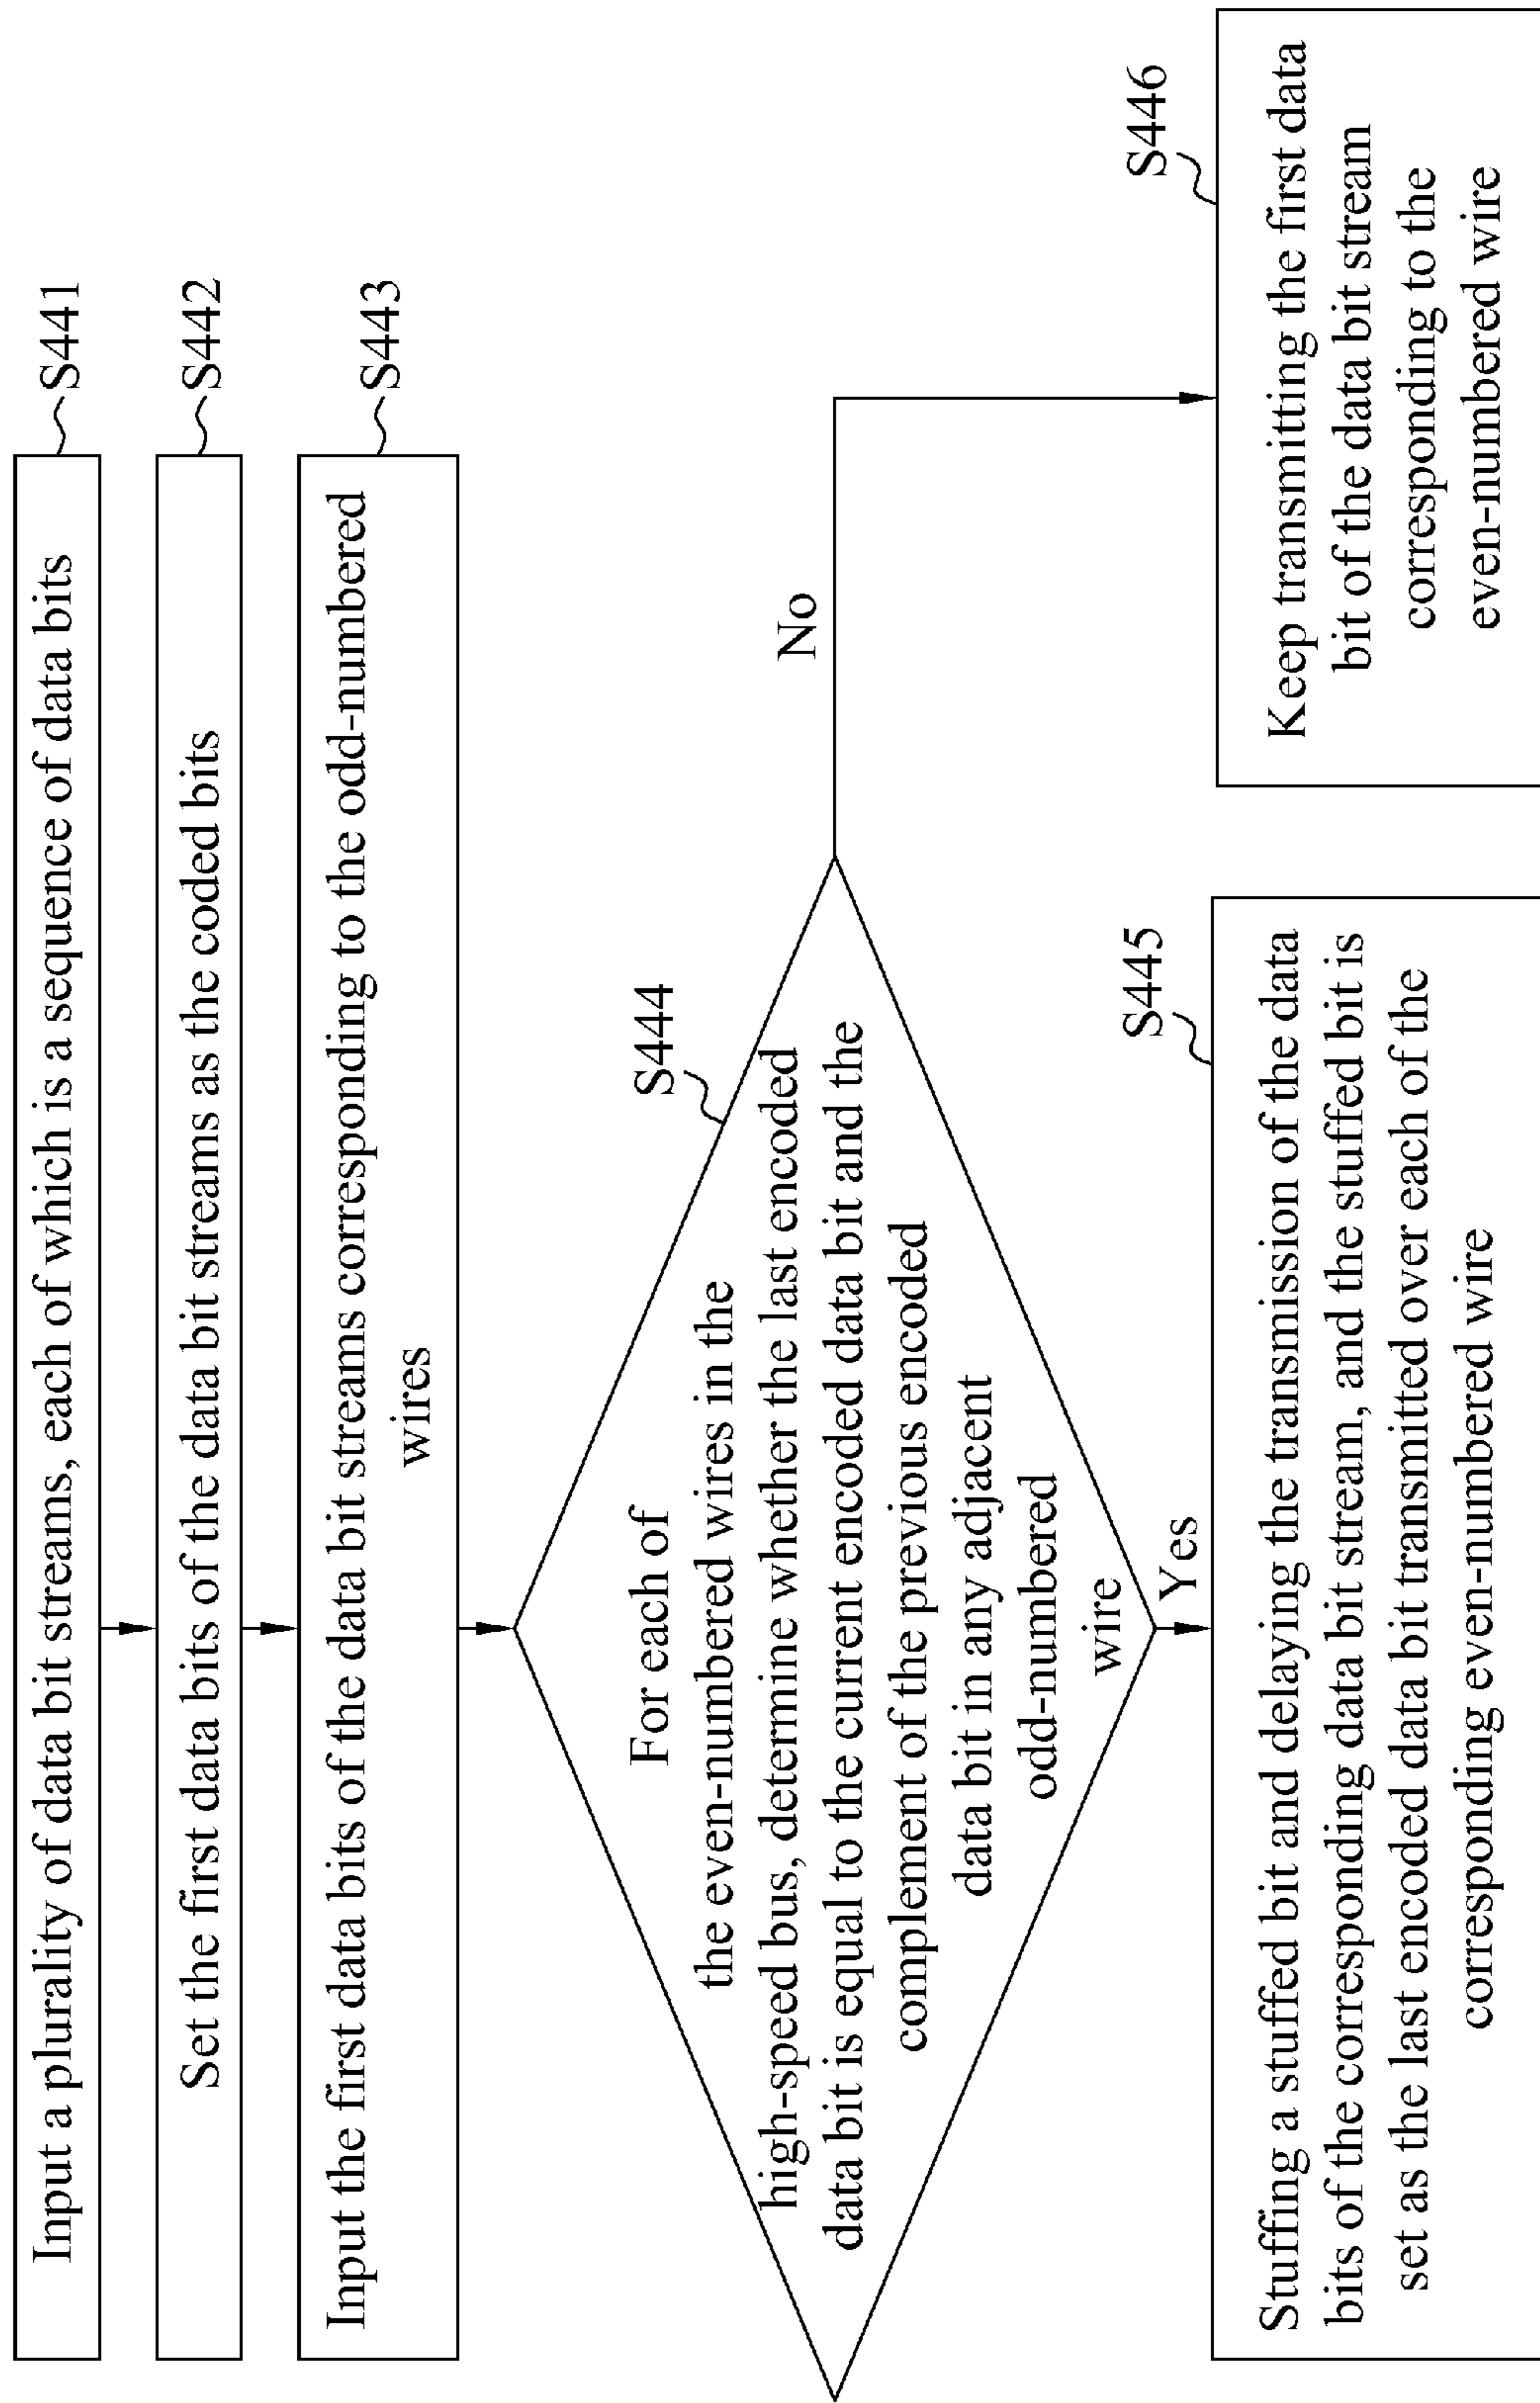 Input a plurality of data bit streams, each of which is a sequence of data bits
S441
Set the first data bits of the data bit streams as the coded bits
S442
Input the first data bits of the data bit streams corresponding to the odd-numbered
wires
S443
For each of
the even-numbered wires in the
high-speed bus, determine whether the last encoded
data bit is equal to the current encoded data bit and the
complement of the previous encoded
data bit in any adjacent
odd-numbered
wire
S444
Yes
No
Stuffing a stuffed bit and delaying the transmission of the data
bits of the corresponding data bit stream, and the stuffed bit is
set as the last encoded data bit transmitted over each of the
corresponding even-numbered wire
S445
Keep transmitting the first data
bit of the data bit stream
corresponding to the
even-numbered wire
S446